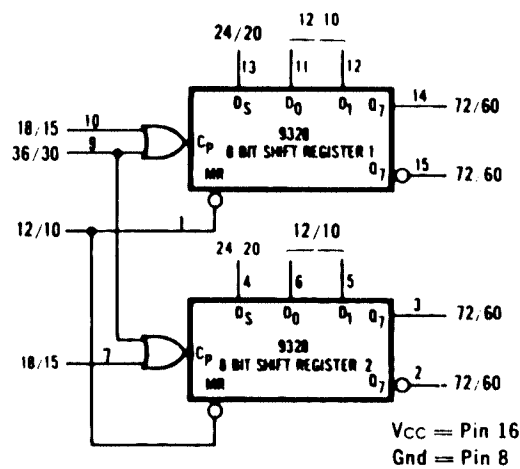 24/20
12 10
13
11
12
DS
D0
D1
Q7
14
72/60
9328
8 BIT SHIFT REGISTER 1
18/15
10
36/30
9
CP
MR
Q7
15
72/60
12/10
1
24 20
12/10
4
6
5
DS
D0
D1
Q7
3
72/60
9328
8 BIT SHIFT REGISTER 2
18/15
7
CP
MR
Q7
2
72/60
VCC = Pin 16
Gnd = Pin 8